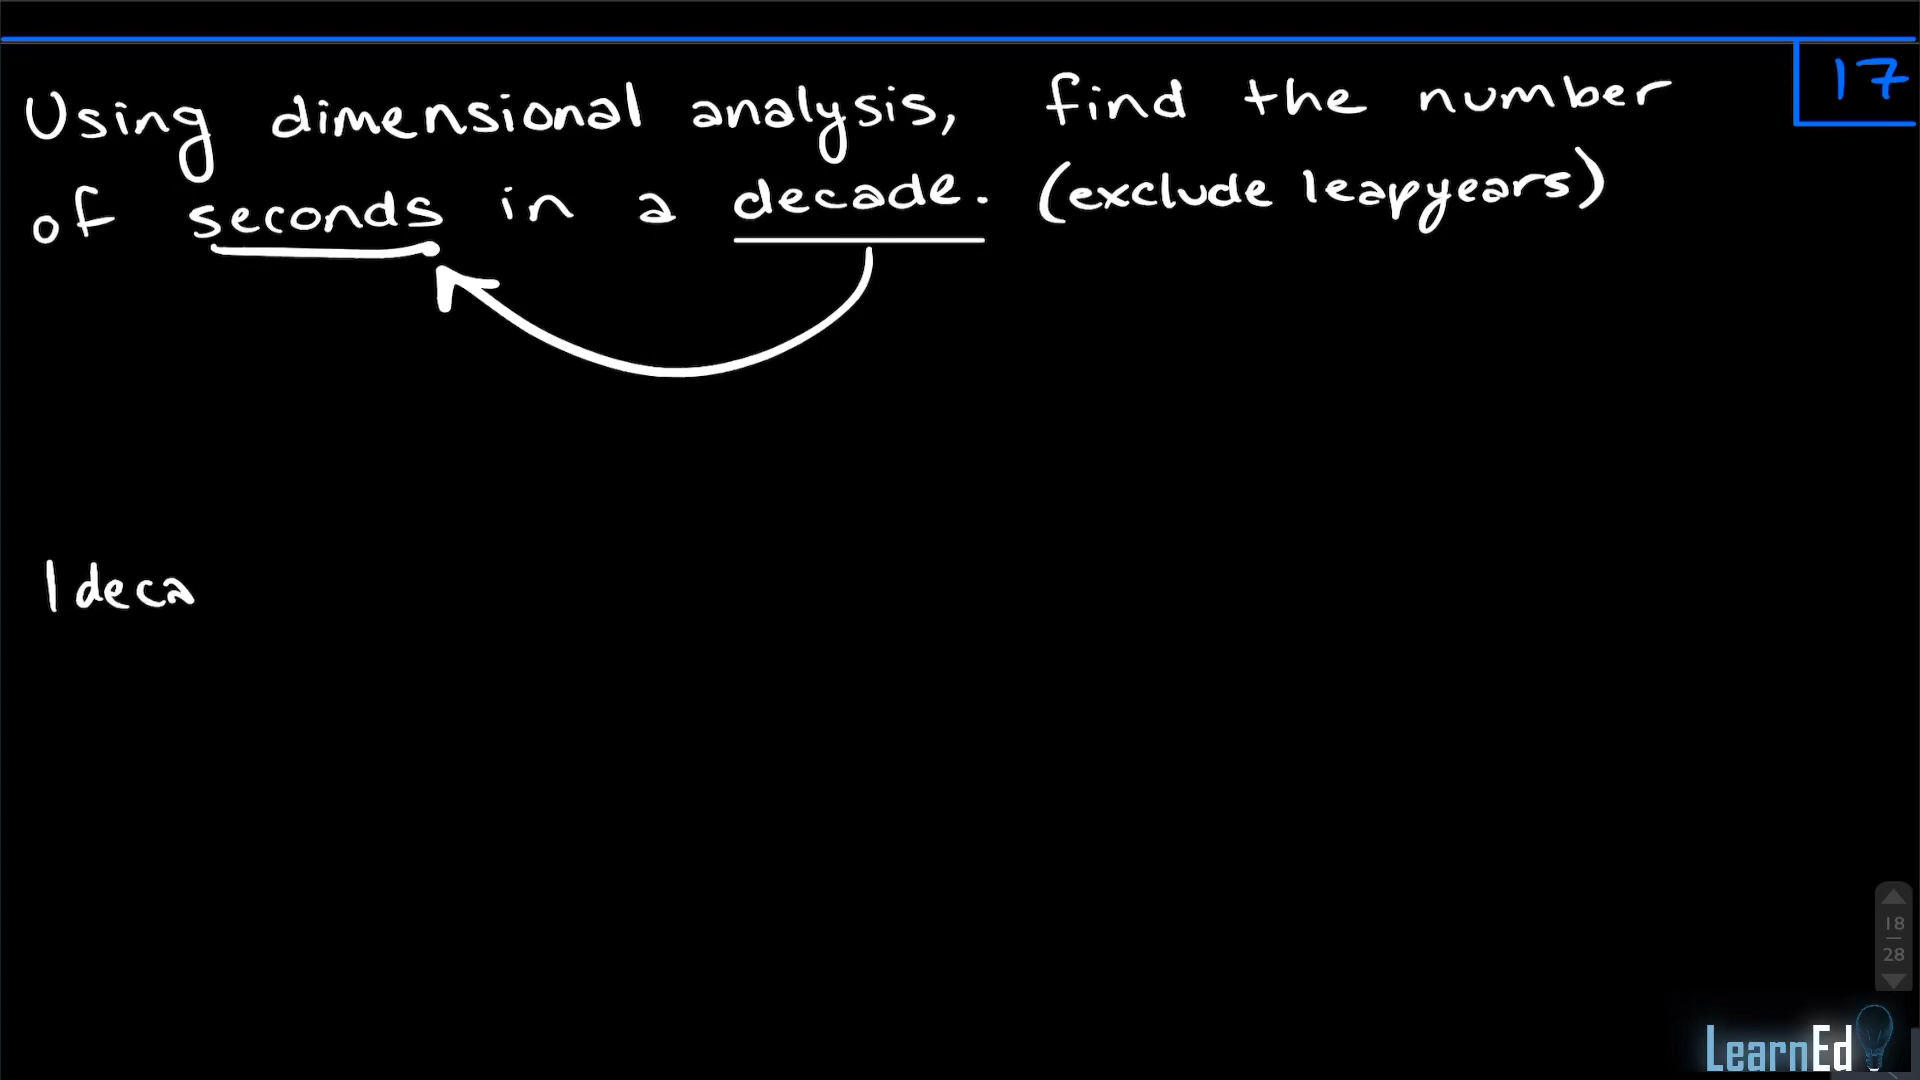 17
Using dimensional analysis, find the number
of seconds in a decade. (exclude leapyears)
1 deca
18
28
LearnEd